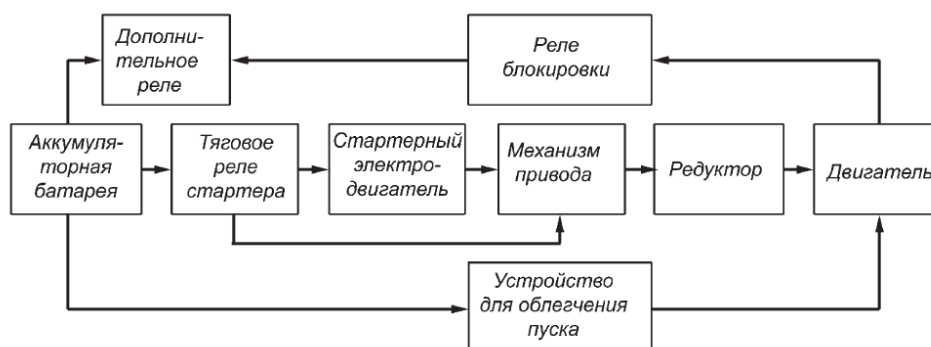 Дополни-
тельное
реле
Реле
блокировки
Аккумуля-
торная
батарея
Тяговое
реле
стартера
Стартерный
электро-
двигатель
Механизм
привода
Редуктор
Двигатель
Устройство
для облегчения
пуска